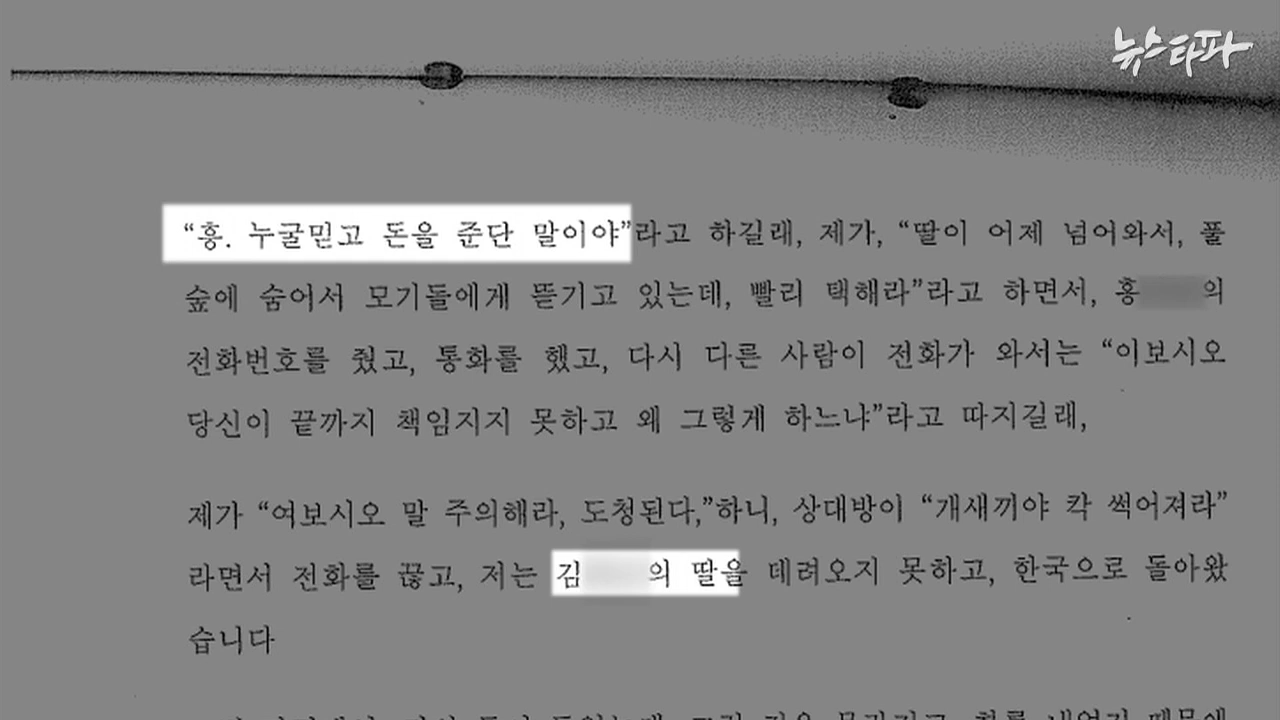 뉴스타파
“흥. 누굴믿고 돈을 준단 말이야”라고 하길래, 제가, “딸이 어제 넘어와서, 풀
숲에 숨어서 모기들에게 뜯기고 있는데, 빨리 택해라”라고 하면서, 홍 의
전화번호를 줬고, 통화를 했고, 다시 다른 사람이 전화가 와서는 “이보시오
당신이 끝까지 책임지지 못하고 왜 그렇게 하느냐”라고 따지길래,
제가 “여보시오 말 주의해라, 도청된다,”하니, 상대방이 “개새끼야 칵 썩어져라”
라면서 전화를 끊고, 저는 김 의 딸을 데려오지 못하고, 한국으로 돌아왔
습니다